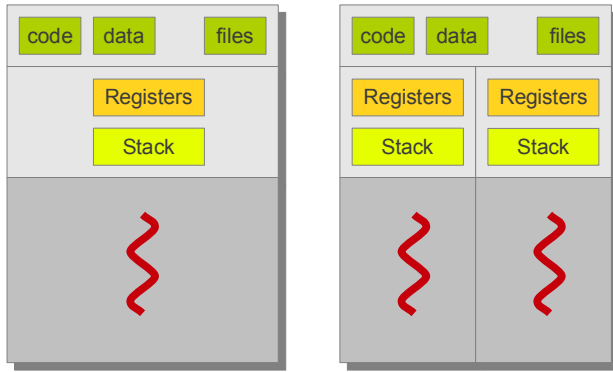 code data files
Registers
Stack
code data files
Registers Registers
Stack Stack